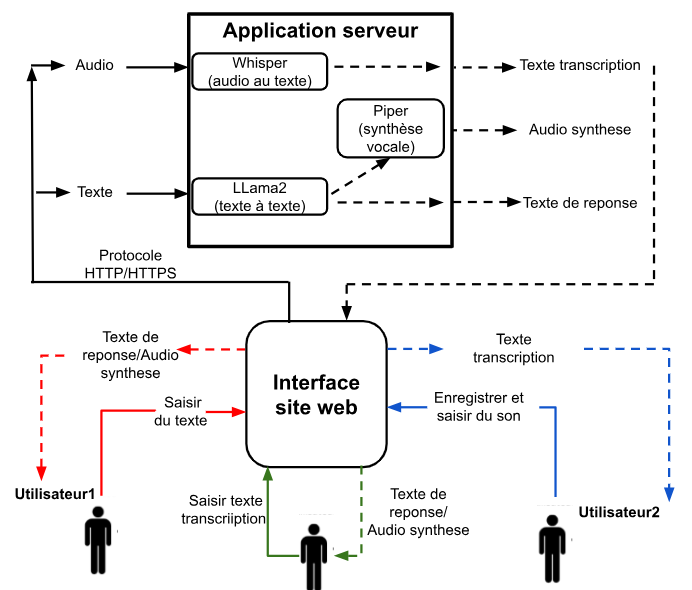 Application serveur
Audio
Whisper
(audio au texte)
Texte transcription
Piper
(synthèse
vocale)
Audio synthese
Texte
LLama2
(texte à texte)
Texte de reponse
Protocole
HTTP/HTTPS
Texte de
reponse/Audio
synthese
Texte
transcription
Interface
site web
Saisir
du texte
Enregistrer et
saisir du son
Utilisateur1
Saisir texte
transcriiption
Texte de
reponse/
Audio synthese
Utilisateur2